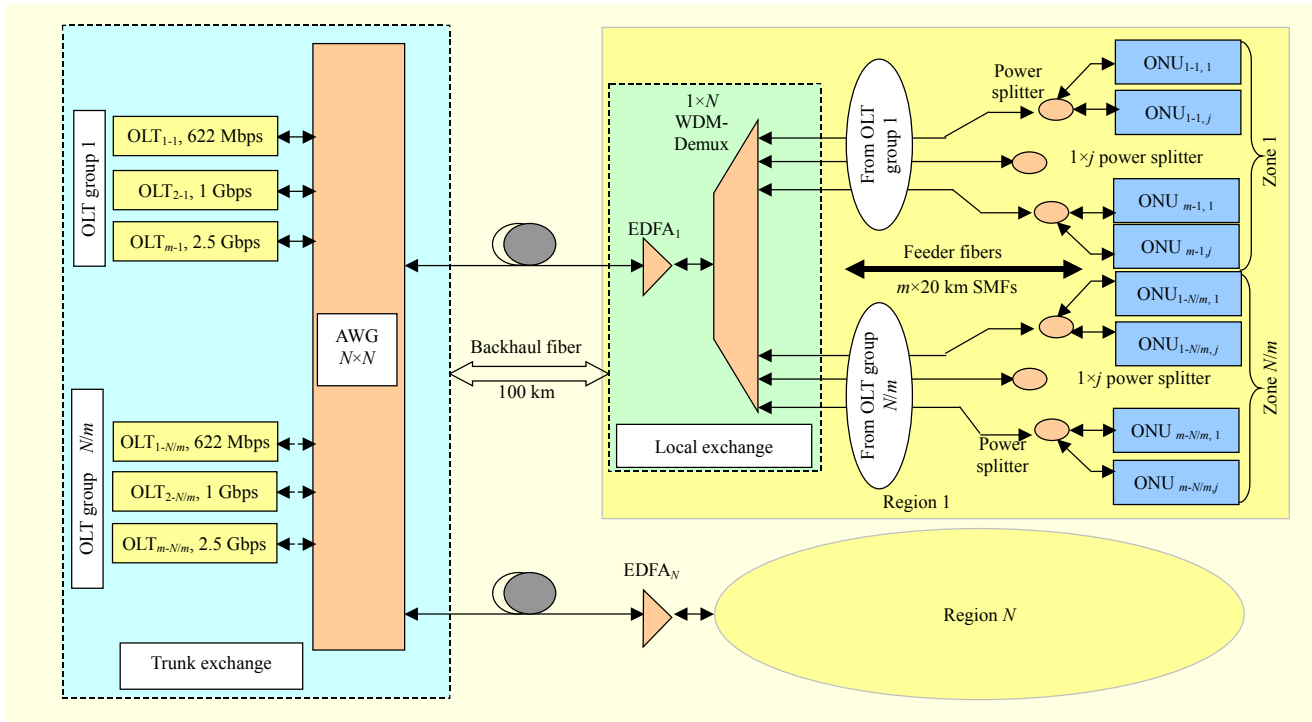 OLT group 1
OLT1-1, 622 Mbps
OLT2-1, 1 Gbps
OLTm-1, 2.5 Gbps
OLT group N/m
OLT1-N/m, 622 Mbps
OLT2-N/m, 1 Gbps
OLTm-N/m, 2.5 Gbps
AWG
N×N
Trunk exchange
Backhaul fiber
100 km
EDFA1
1×N
WDM-
Demux
Local exchange
From OLT
group 1
From OLT group
N/m
Power
splitter
1×j power splitter
Feeder fibers
m×20 km SMFs
1×j power splitter
Power
splitter
ONU1-1, 1
ONU1-1, j
ONU m-1, 1
ONU m-1,j
Zone 1
ONU1-N/m, 1
ONU1-N/m, j
ONU m-N/m, 1
ONU m-N/m,j
Zone N/m
Region 1
EDFAN
Region N